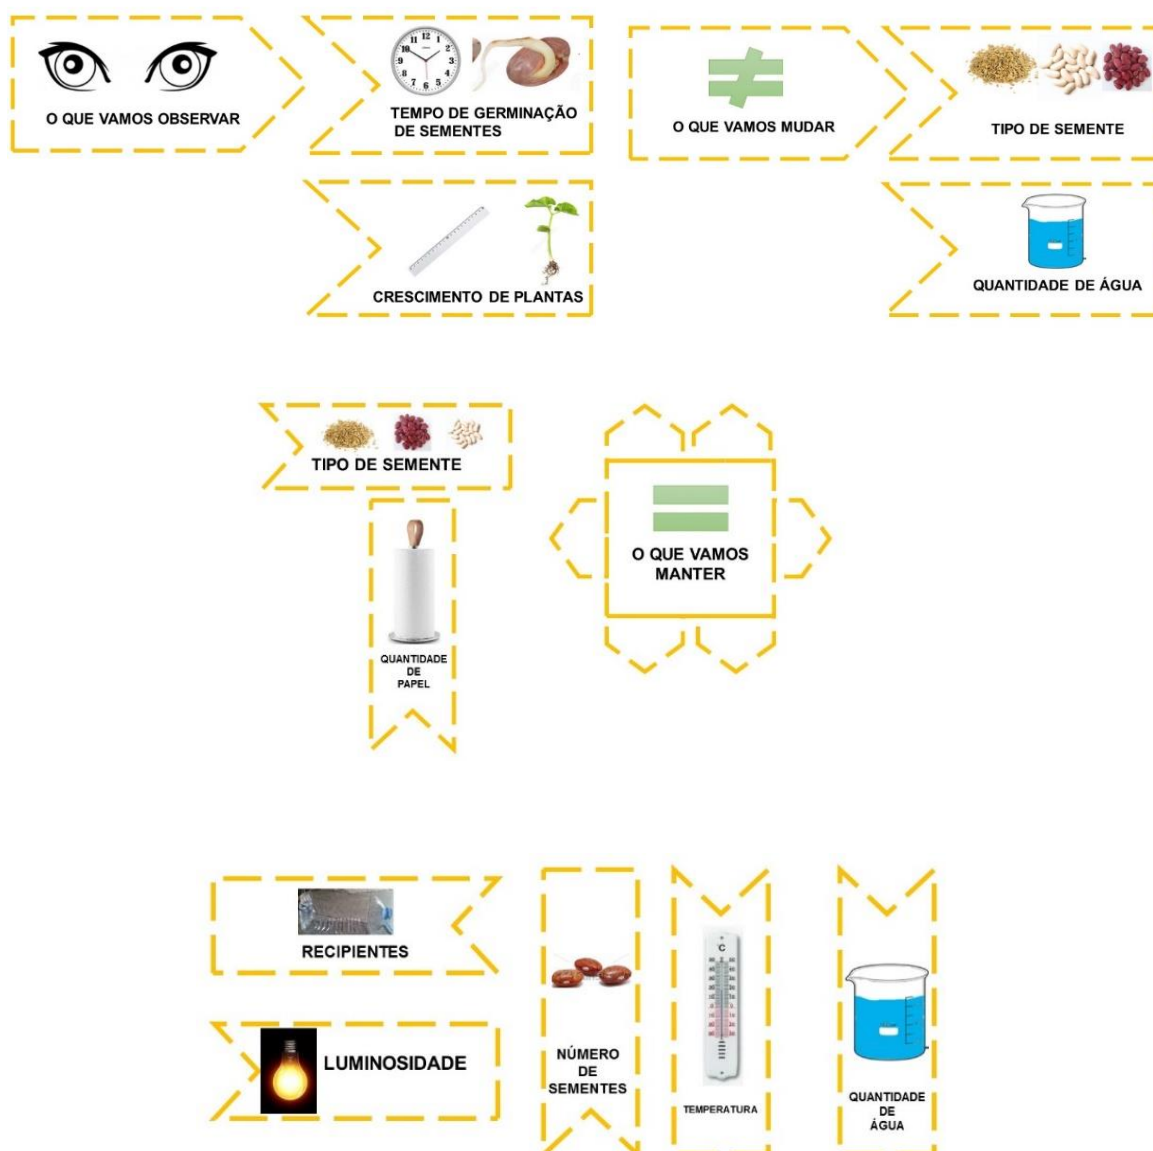 O QUE VAMOS OBSERVAR
TEMPO DE GERMINAÇÃO
DE SEMENTES
O QUE VAMOS MUDAR
TIPO DE SEMENTE
CRESCIMENTO DE PLANTAS
QUANTIDADE DE ÁGUA
TIPO DE SEMENTE
O QUE VAMOS
MANTER
QUANTIDADE
DE
PAPEL
RECIPIENTES
LUMINOSIDADE
NÚMERO
DE
SEMENTES
°C
TEMPERATURA
QUANTIDADE
DE
ÁGUA